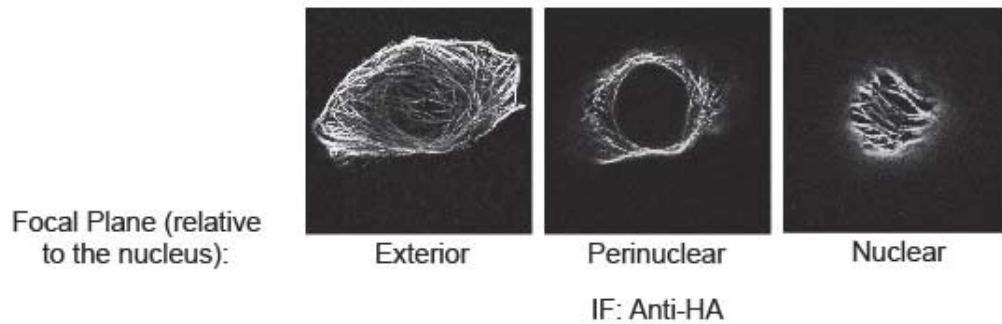 Focal Plane (relative
to the nucleus):
Exterior
Perinuclear
Nuclear
IF: Anti-HA